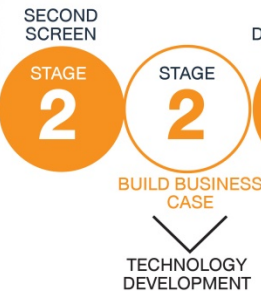 SECOND
SCREEN
D
STAGE
2
STAGE
2
BUILD BUSINESS
CASE
TECHNOLOGY
DEVELOPMENT